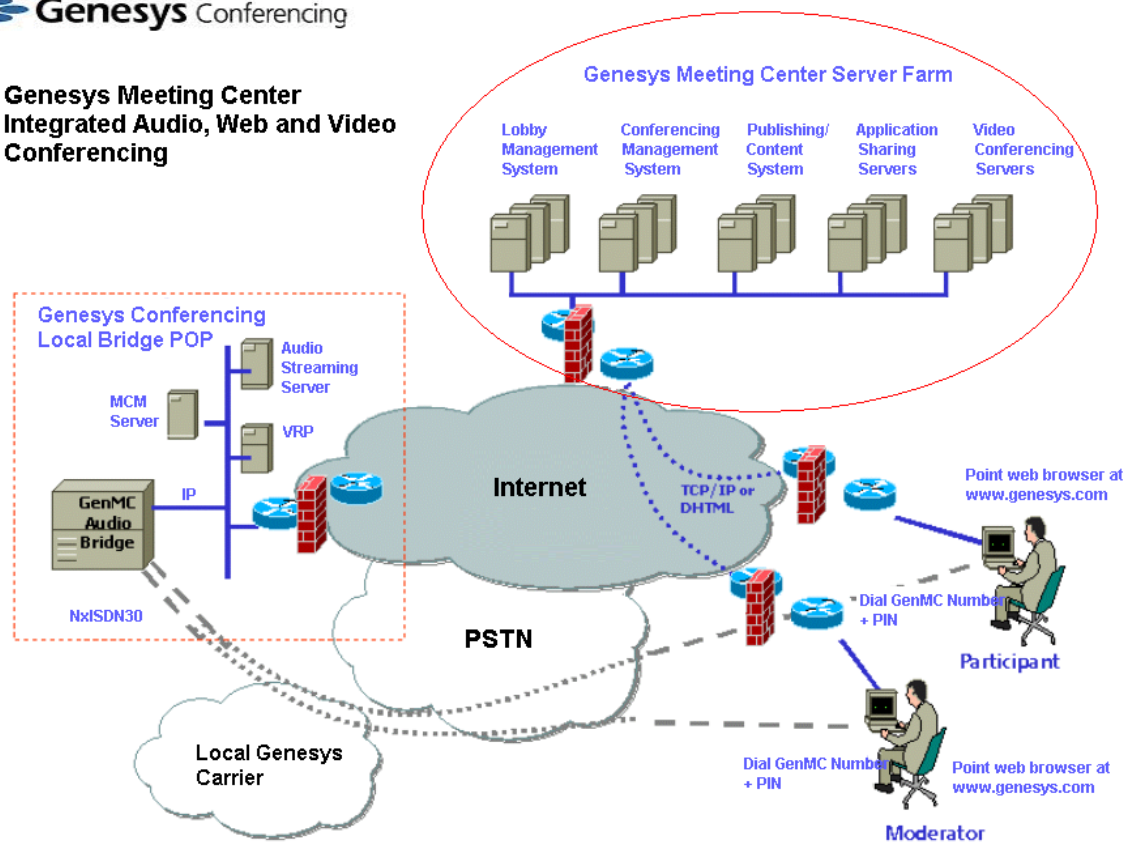 Genesys Conferencing
Genesys Meeting Center
Integrated Audio, Web and Video
Conferencing
Genesys Meeting Center Server Farm
Lobby
Management
System
Conferencing
Management
System
Publishing/
Content
System
Application
Sharing
Servers
Video
Conferencing
Servers
Genesys Conferencing
Local Bridge POP
Audio
Streaming
Server
MCM
Server
VRP
IP
GenMC
Audio
Bridge
NxISDN30
Internet
TCP/IP or
DHTML
Point web browser at
www.genesys.com
Dial GenMC Number
+ PIN
Participant
PSTN
Local Genesys
Carrier
Dial GenMC Number
+ PIN
Point web browser at
www.genesys.com
Moderator